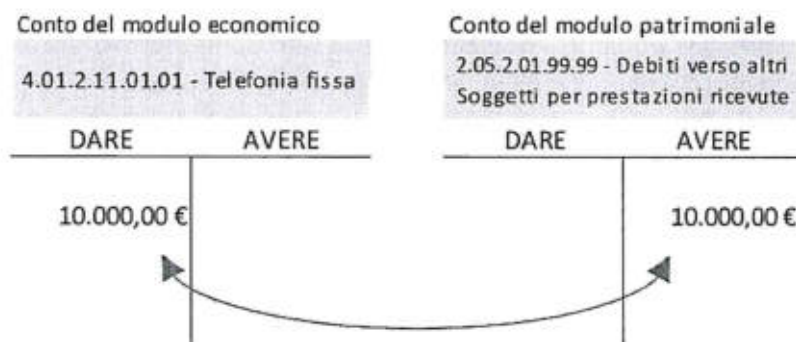 Conto del modulo economico
4.01.2.11.01.01 - Telefonia fissa
DARE AVERE
10.000,00 €
Conto del modulo patrimoniale
2.05.2.01.99.99 - Debiti verso altri
Soggetti per prestazioni ricevute
DARE AVERE
10.000,00 €